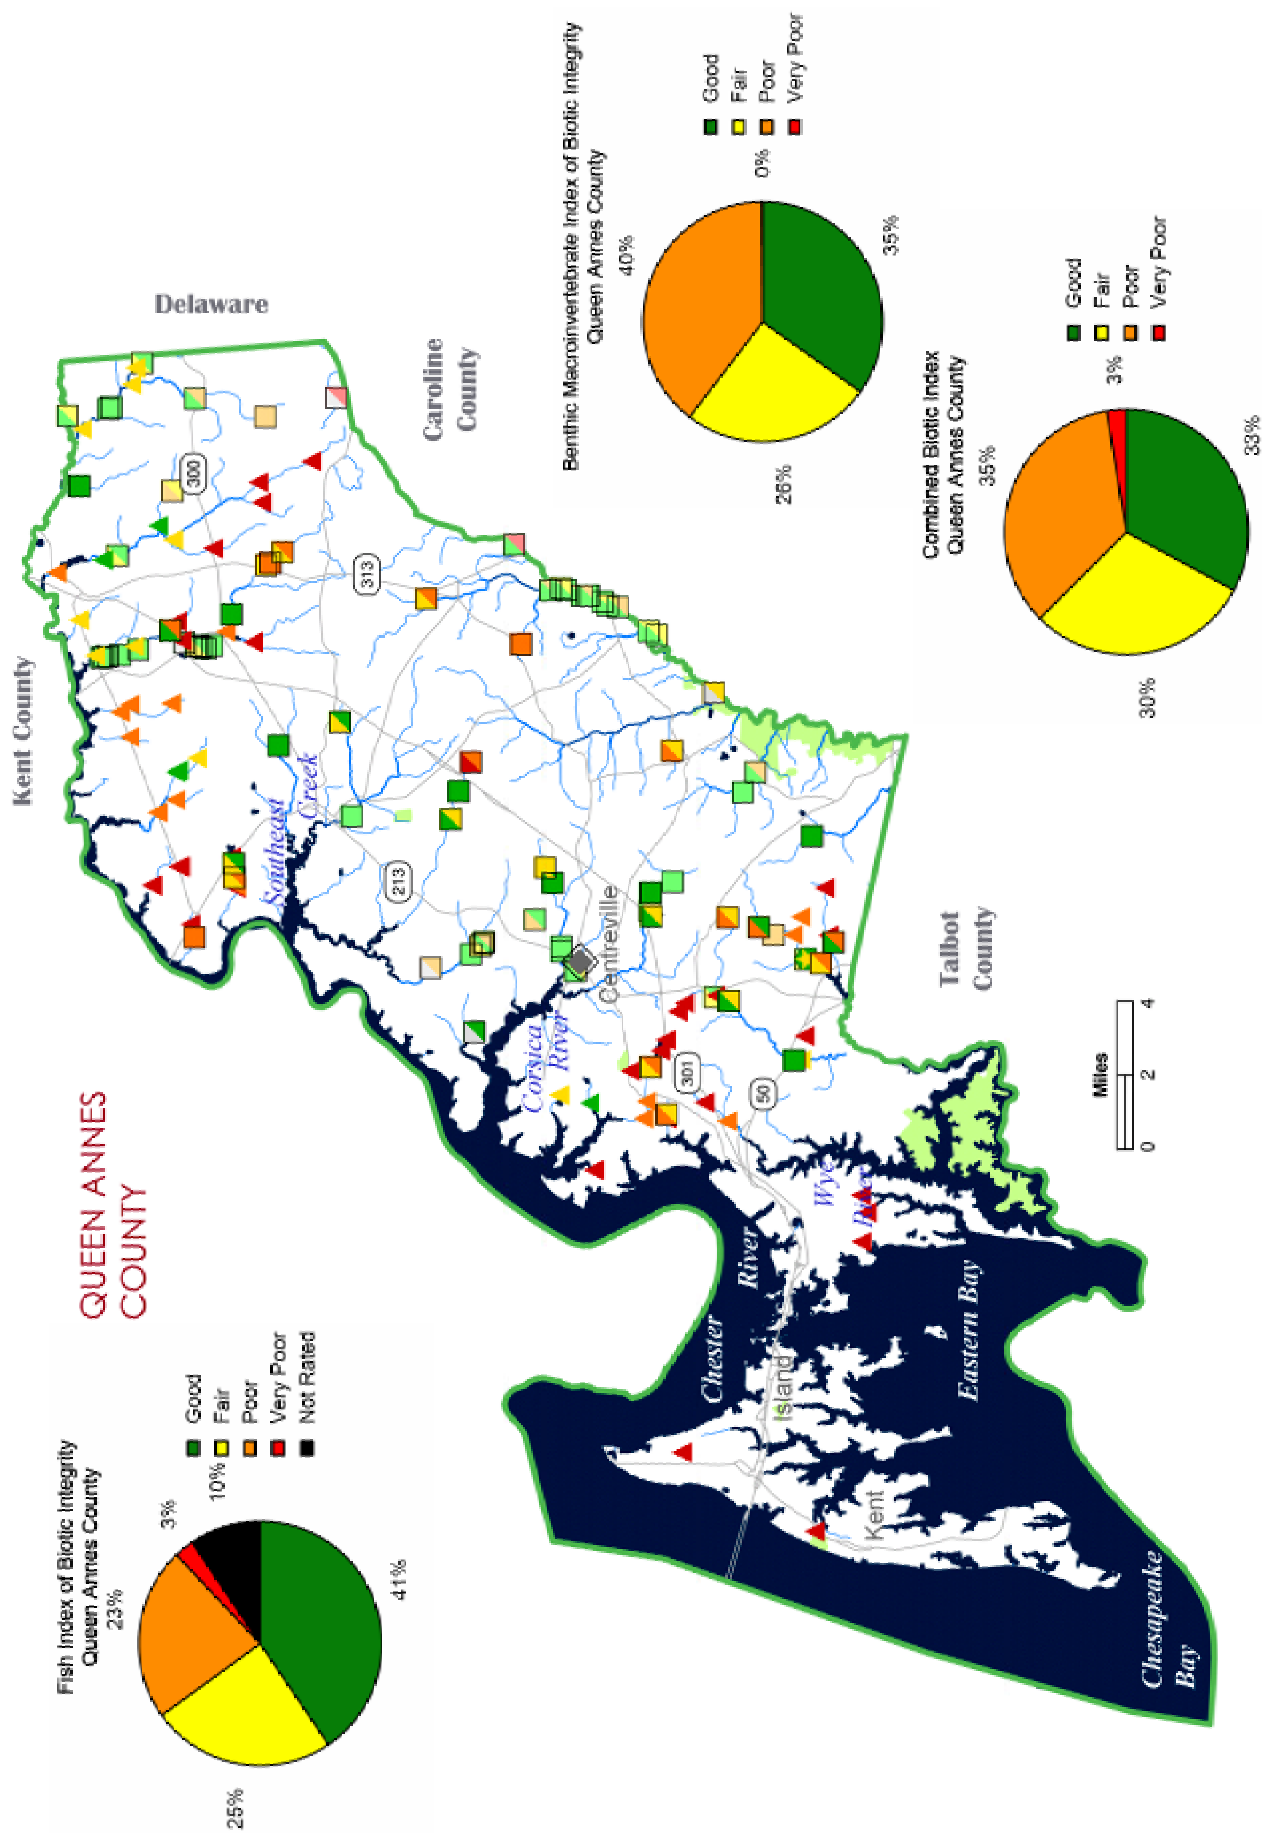 QUEEN ANNES
COUNTY
Fish Index of Biotic Integrity
Queen Annes County
23%
3%
10%
41%
25%
Good
Fair
Poor
Very Poor
Not Rated
Kent County
Delaware
Caroline
County
Talbot
County
Southeast
Creek
Corsica
River
Centreville
Chester
River
Wye
Island
Kent
Eastern Bay
Chesapeake
Bay
300
313
213
301
50
Miles
0
2
4
Benthic Macroinvertebrate Index of Biotic Integrity
Queen Annes County
40%
0%
35%
26%
Good
Fair
Poor
Very Poor
Combined Biotic Index
Queen Annes County
35%
3%
33%
30%
Good
Fair
Poor
Very Poor